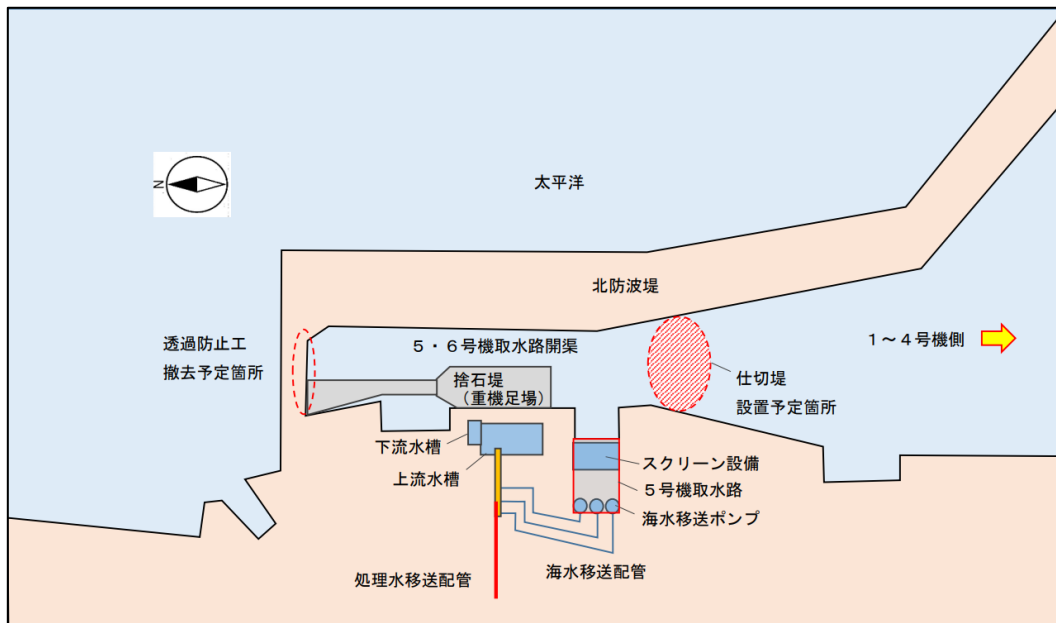 太平洋
N
北防波堤
透過防止工
撤去予定箇所
5・6号機取水路開渠
1~4号機側
捨石堤
(重機足場)
仕切堤
設置予定箇所
下流水槽
上流水槽
スクリーン設備
5号機取水路
海水移送ポンプ
処理水移送配管
海水移送配管